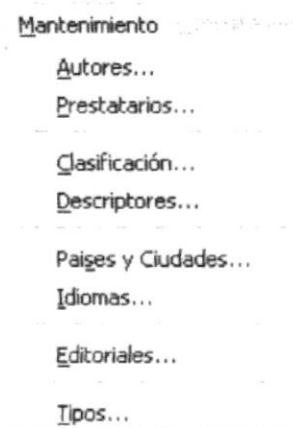 Mantenimiento
Autores...
Prestatarios...
Clasificación...
Descriptores...
Paises y Ciudades...
Idiomas...
Editoriales...
Tipos...